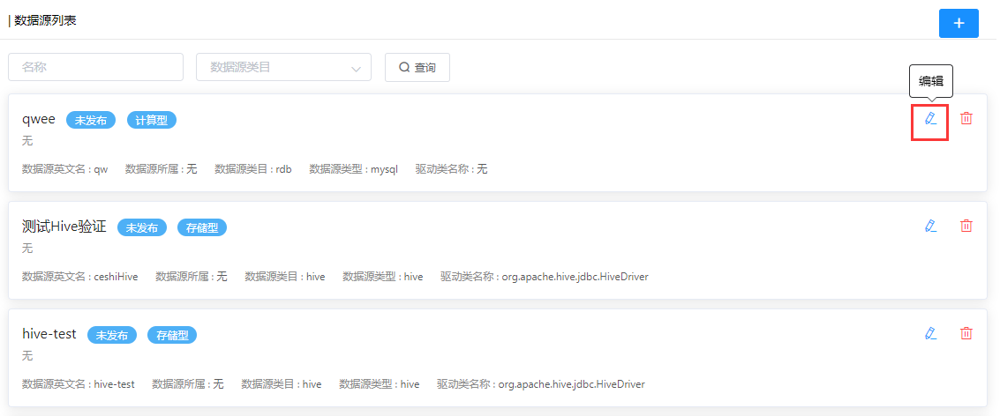 | 数据源列表
+
名称 数据源类目 查询
编辑
qwee 未发布 计算型
无
数据源英文名 : qw 数据源所属 : 无 数据源类目 : rdb 数据源类型 : mysql 驱动类名称 : 无
测试Hive验证 未发布 存储型
无
数据源英文名 : ceshiHive 数据源所属 : 无 数据源类目 : hive 数据源类型 : hive 驱动类名称 : org.apache.hive.jdbc.HiveDriver
hive-test 未发布 存储型
无
数据源英文名 : hive-test 数据源所属 : 无 数据源类目 : hive 数据源类型 : hive 驱动类名称 : org.apache.hive.jdbc.HiveDriver